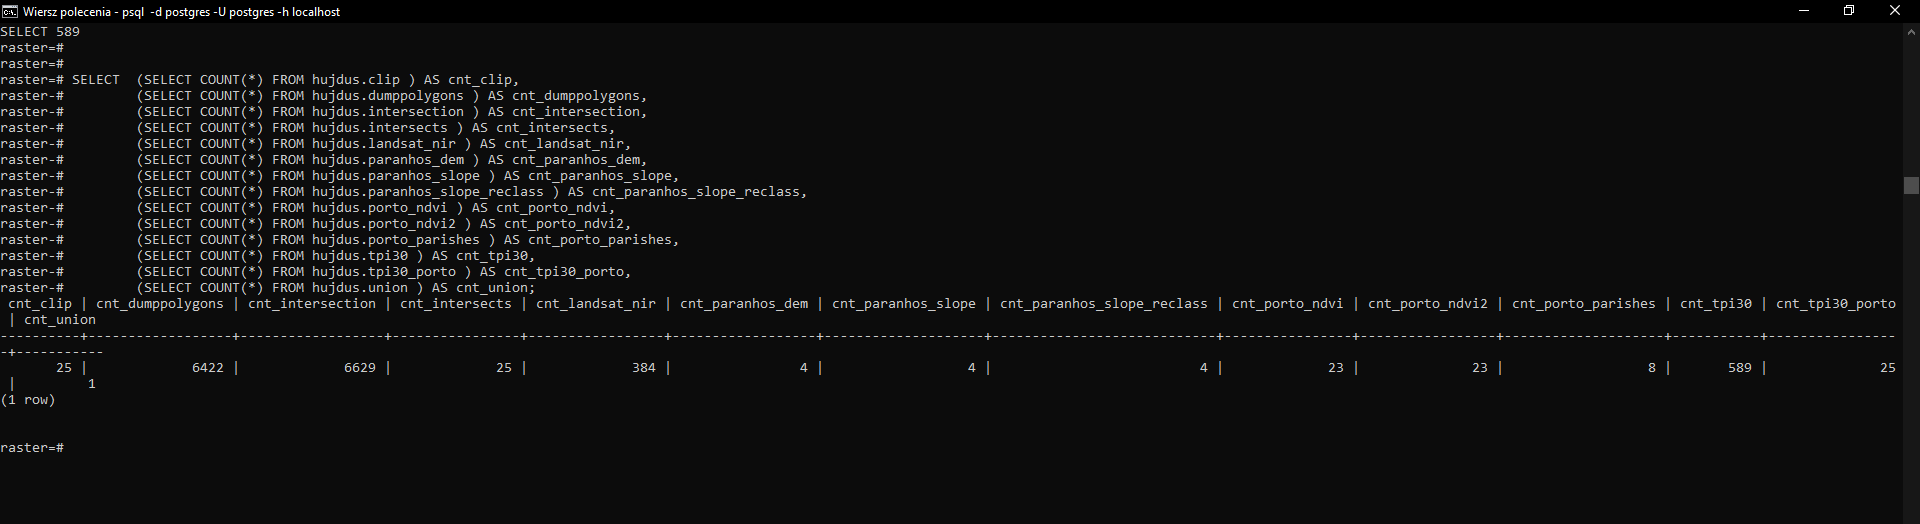 Wiersz polecenia - psql  -d postgres -U postgres -h localhost
SELECT 589
raster=#
raster=#
raster=# SELECT  (SELECT COUNT(*) FROM hujdus.clip ) AS cnt_clip,
raster-#         (SELECT COUNT(*) FROM hujdus.dumppolygons ) AS cnt_dumppolygons,
raster-#         (SELECT COUNT(*) FROM hujdus.intersection ) AS cnt_intersection,
raster-#         (SELECT COUNT(*) FROM hujdus.intersects ) AS cnt_intersects,
raster-#         (SELECT COUNT(*) FROM hujdus.landsat_nir ) AS cnt_landsat_nir,
raster-#         (SELECT COUNT(*) FROM hujdus.paranhos_dem ) AS cnt_paranhos_dem,
raster-#         (SELECT COUNT(*) FROM hujdus.paranhos_slope ) AS cnt_paranhos_slope,
raster-#         (SELECT COUNT(*) FROM hujdus.paranhos_slope_reclass ) AS cnt_paranhos_slope_reclass,
raster-#         (SELECT COUNT(*) FROM hujdus.porto_ndvi ) AS cnt_porto_ndvi,
raster-#         (SELECT COUNT(*) FROM hujdus.porto_ndvi2 ) AS cnt_porto_ndvi2,
raster-#         (SELECT COUNT(*) FROM hujdus.porto_parishes ) AS cnt_porto_parishes,
raster-#         (SELECT COUNT(*) FROM hujdus.tpi30 ) AS cnt_tpi30,
raster-#         (SELECT COUNT(*) FROM hujdus.tpi30_porto ) AS cnt_tpi30_porto,
raster-#         (SELECT COUNT(*) FROM hujdus.union ) AS cnt_union;
 cnt_clip | cnt_dumppolygons | cnt_intersection | cnt_intersects | cnt_landsat_nir | cnt_paranhos_dem | cnt_paranhos_slope | cnt_paranhos_slope_reclass | cnt_porto_ndvi | cnt_porto_ndvi2 | cnt_porto_parishes | cnt_tpi30 | cnt_tpi30_porto
 | cnt_union
----------+------------------+------------------+----------------+-----------------+------------------+--------------------+----------------------------+----------------+-----------------+--------------------+-----------+----------------
-+-----------
       25 |             6422 |             6629 |             25 |             384 |                4 |                  4 |                          4 |             23 |              23 |                  8 |       589 |              25
 |         1
(1 row)
raster=#